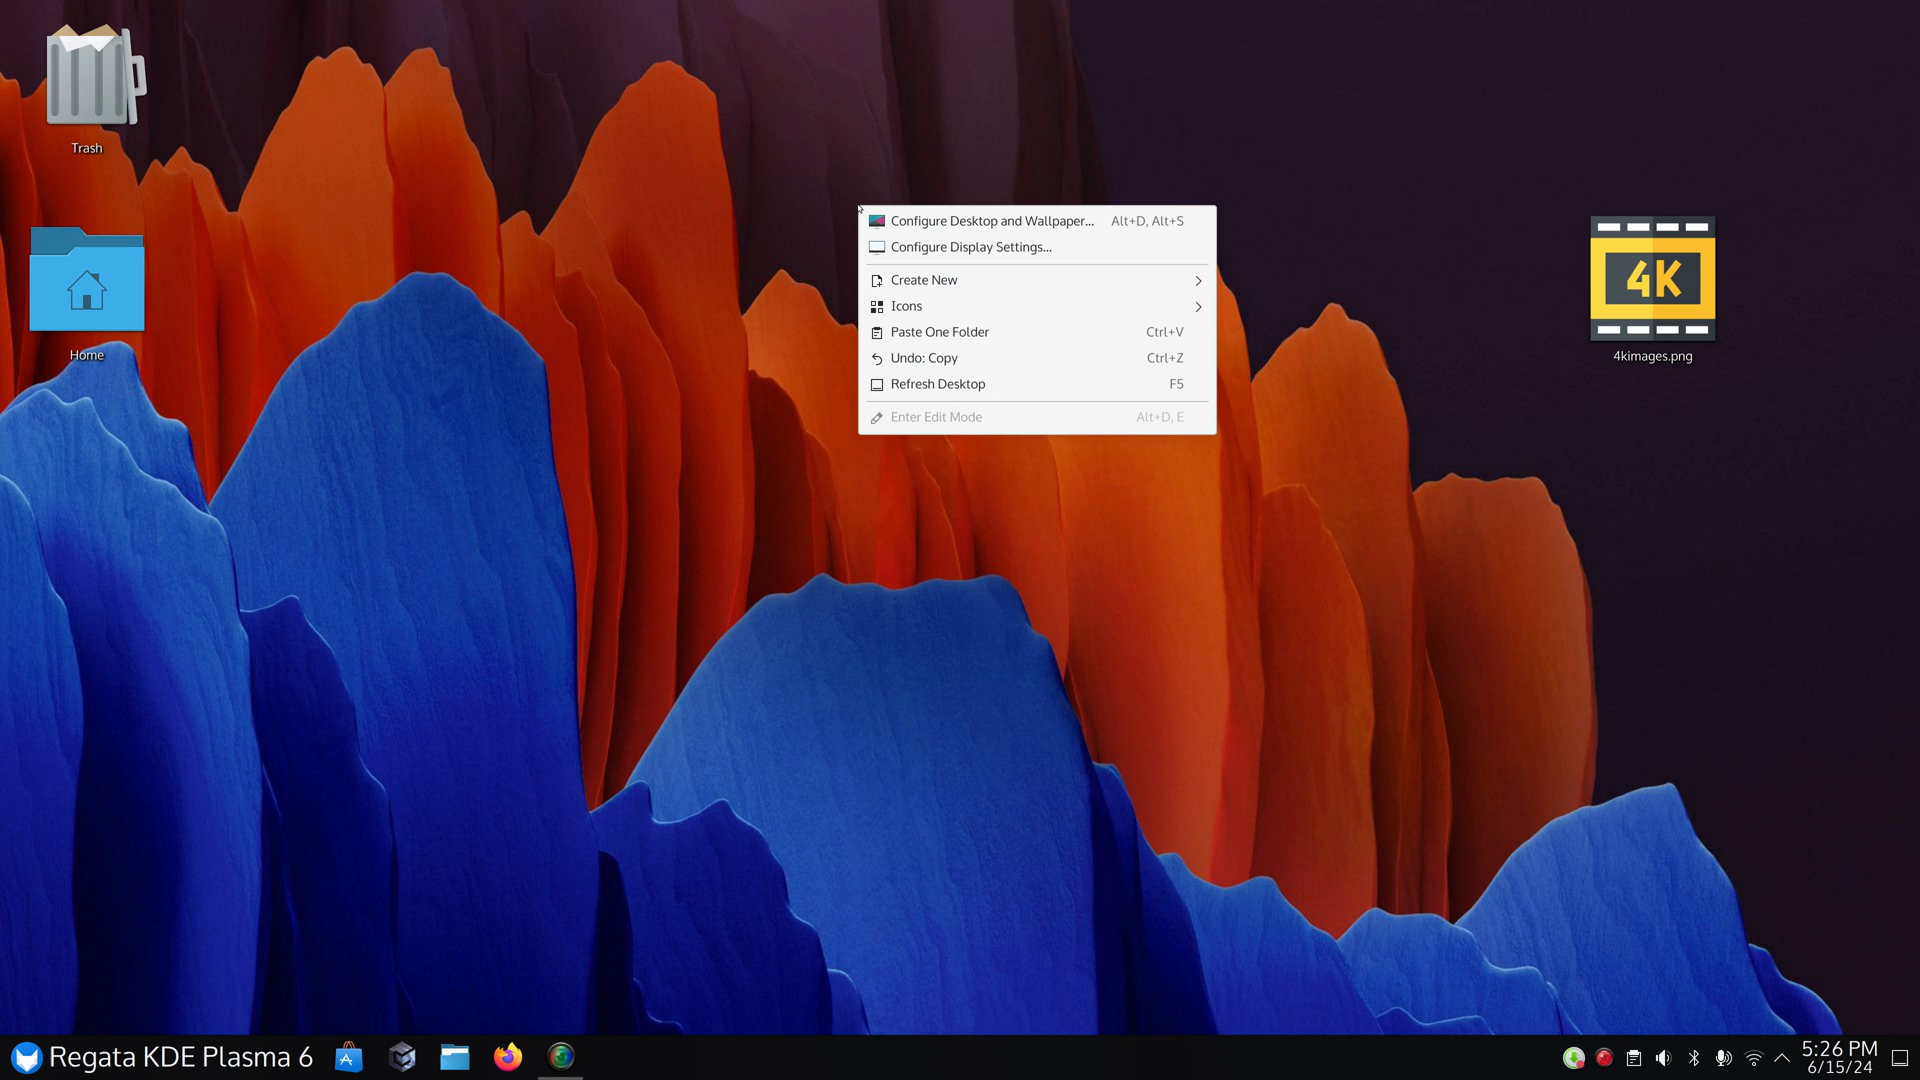 Trash
Home
Configure Desktop and Wallpaper... Alt+D, Alt+S
Configure Display Settings...
Create New
Icons
Paste One Folder Ctrl+V
Undo: Copy Ctrl+Z
Refresh Desktop F5
Enter Edit Mode Alt+D, E
4K
4kimages.png
Regata KDE Plasma 6
5:26 PM
6/15/24